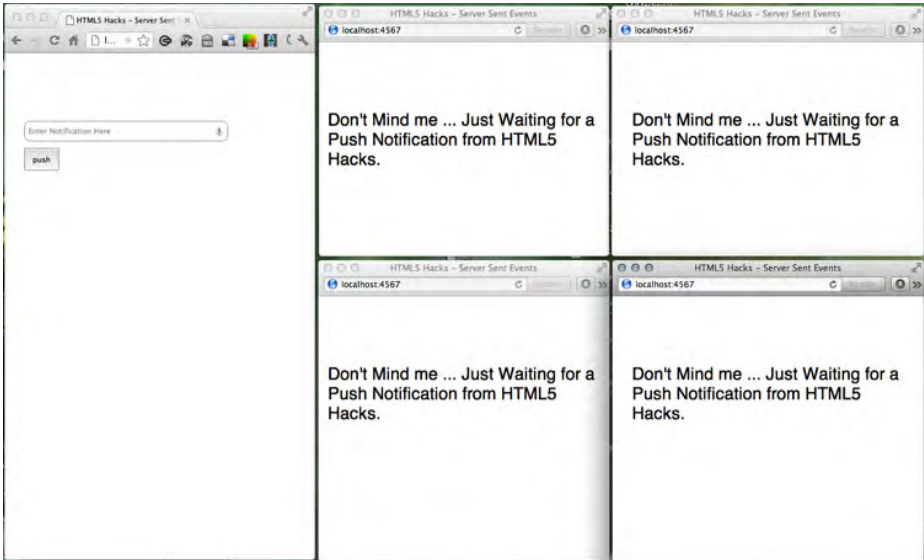 HTML5 Hacks – Server Sent
Enter Notification Here
push
HTML5 Hacks – Server Sent Events
localhost:4567
Reader
Don't Mind me ... Just Waiting for a
Push Notification from HTML5
Hacks.
HTML5 Hacks – Server Sent Events
localhost:4567
Reader
Don't Mind me ... Just Waiting for a
Push Notification from HTML5
Hacks.
HTML5 Hacks – Server Sent Events
localhost:4567
Reader
Don't Mind me ... Just Waiting for a
Push Notification from HTML5
Hacks.
HTML5 Hacks – Server Sent Events
localhost:4567
Reader
Don't Mind me ... Just Waiting for a
Push Notification from HTML5
Hacks.